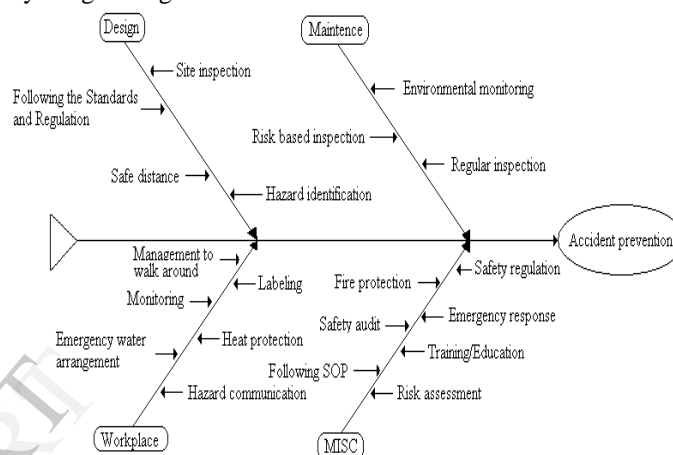 Design
Maintence
Site inspection
Environmental monitoring
Following the Standards
and Regulation
Risk based inspection
Regular inspection
Safe distance
Hazard identification
Accident prevention
Management to
walk around
Safety regulation
Labeling
Fire protection
Monitoring
Emergency response
Safety audit
Emergency water
arrangement
Heat protection
Training/Education
Following SOP
Hazard communication
Risk assessment
Workplace
MISC
RT